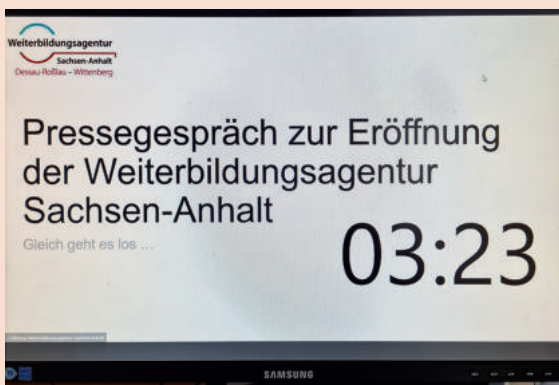 Weiterbildungsagentur
Sachsen-Anhalt
Dessau-Roßlau – Wittenberg
Pressegespräch zur Eröffnung
der Weiterbildungsagentur
Sachsen-Anhalt
Gleich geht es los ...
03:23
SAMSUNG